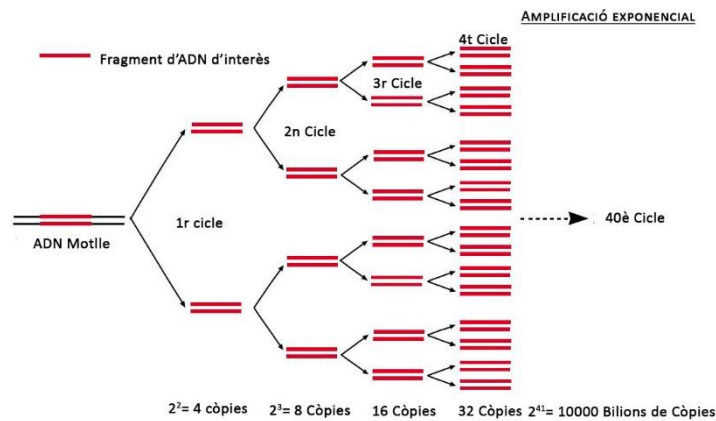 AMPLIFICACIÓ EXPONENCIAL
Fragment d'ADN d'interès
4t Cicle
3r Cicle
2n Cicle
1r cicle
ADN Motlle
40è Cicle
2²= 4 còpies
2³= 8 Còpies
16 Còpies
32 Còpies
2⁴¹= 10000 Bilions de Còpies